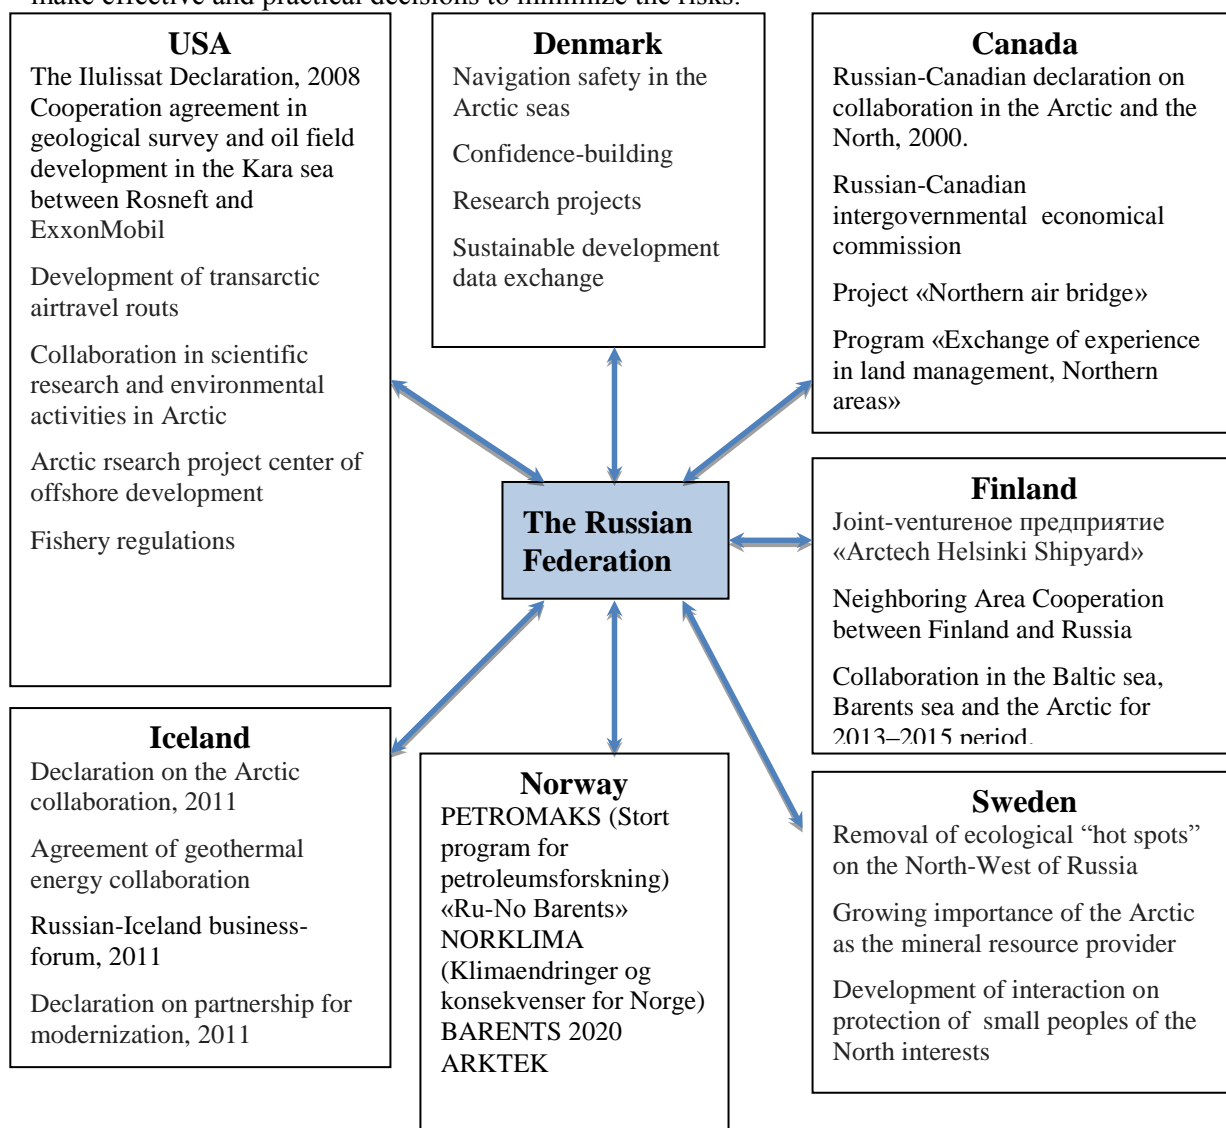 make effective and practical decisions to minimize the risks.
USA
The Ilulissat Declaration, 2008
Cooperation agreement in
geological survey and oil field
development in the Kara sea
between Rosneft and
ExxonMobil
Development of transarctic
airtravel routs
Collaboration in scientific
research and environmental
activities in Arctic
Arctic rsearch project center of
offshore development
Fishery regulations
Denmark
Navigation safety in the
Arctic seas
Confidence-building
Research projects
Sustainable development
data exchange
Canada
Russian-Canadian declaration on
collaboration in the Arctic and the
North, 2000.
Russian-Canadian
intergovernmental economical
commission
Project «Northern air bridge»
Program «Exchange of experience
in land management, Northern
areas»
The Russian
Federation
Finland
Joint-ventureное предприятие
«Arctech Helsinki Shipyard»
Neighboring Area Cooperation
between Finland and Russia
Collaboration in the Baltic sea,
Barents sea and the Arctic for
2013–2015 period.
Iceland
Declaration on the Arctic
collaboration, 2011
Agreement of geothermal
energy collaboration
Russian-Iceland business-
forum, 2011
Declaration on partnership for
modernization, 2011
Norway
PETROMAKS (Stort
program for
petroleumsforskning)
«Ru-No Barents»
NORKLIMA
(Klimaendringer og
konsekvenser for Norge)
BARENTS 2020
ARKTEK
Sweden
Removal of ecological “hot spots”
on the North-West of Russia
Growing importance of the Arctic
as the mineral resource provider
Development of interaction on
protection of small peoples of the
North interests